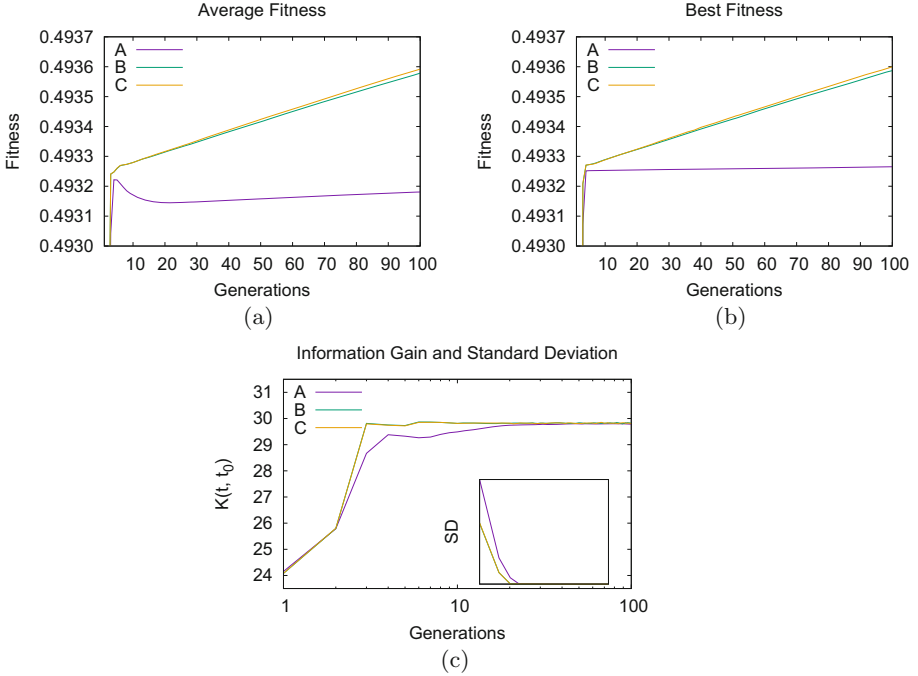 Average Fitness
0.4937
0.4936
0.4935
0.4934
0.4933
0.4932
0.4931
0.4930
Fitness
A
B
C
10 20 30 40 50 60 70 80 90 100
Generations
(a)
Best Fitness
0.4937
0.4936
0.4935
0.4934
0.4933
0.4932
0.4931
0.4930
Fitness
A
B
C
10 20 30 40 50 60 70 80 90 100
Generations
(b)
Information Gain and Standard Deviation
31
30
29
28
27
26
25
24
K(t, t0)
A
B
C
SD
1 10 100
Generations
(c)